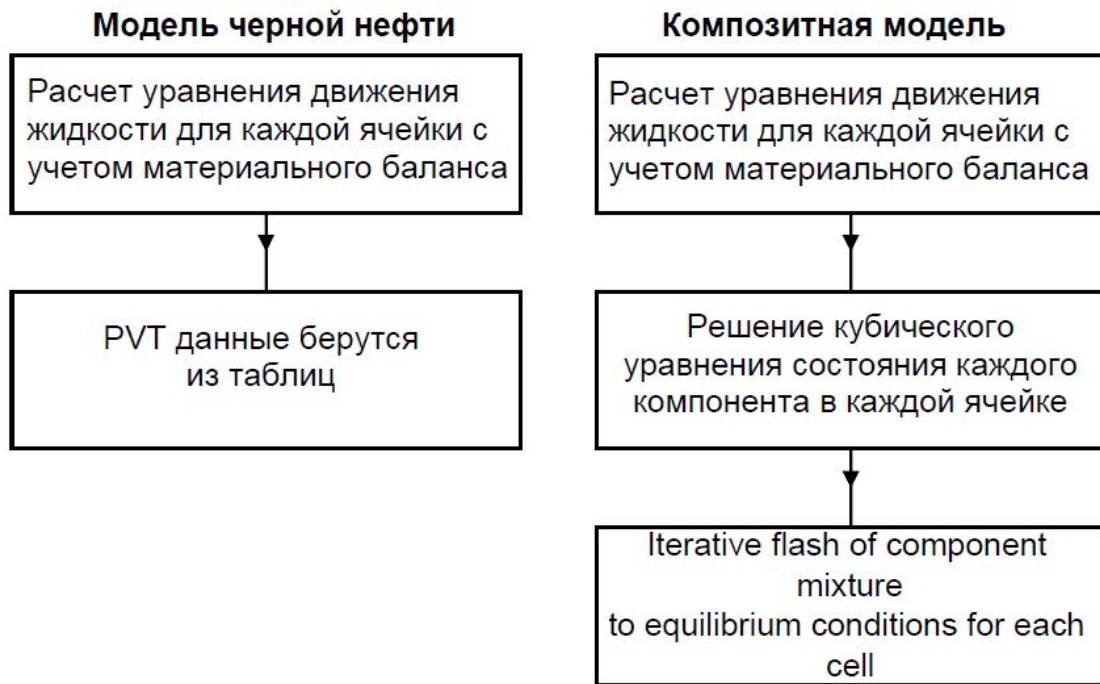 Модель черной нефти
Расчет уравнения движения
жидкости для каждой ячейки с
учетом материального баланса
PVT данные берутся
из таблиц
Композитная модель
Расчет уравнения движения
жидкости для каждой ячейки с
учетом материального баланса
Решение кубического
уравнения состояния каждого
компонента в каждой ячейке
Iterative flash of component
mixture
to equilibrium conditions for each
cell